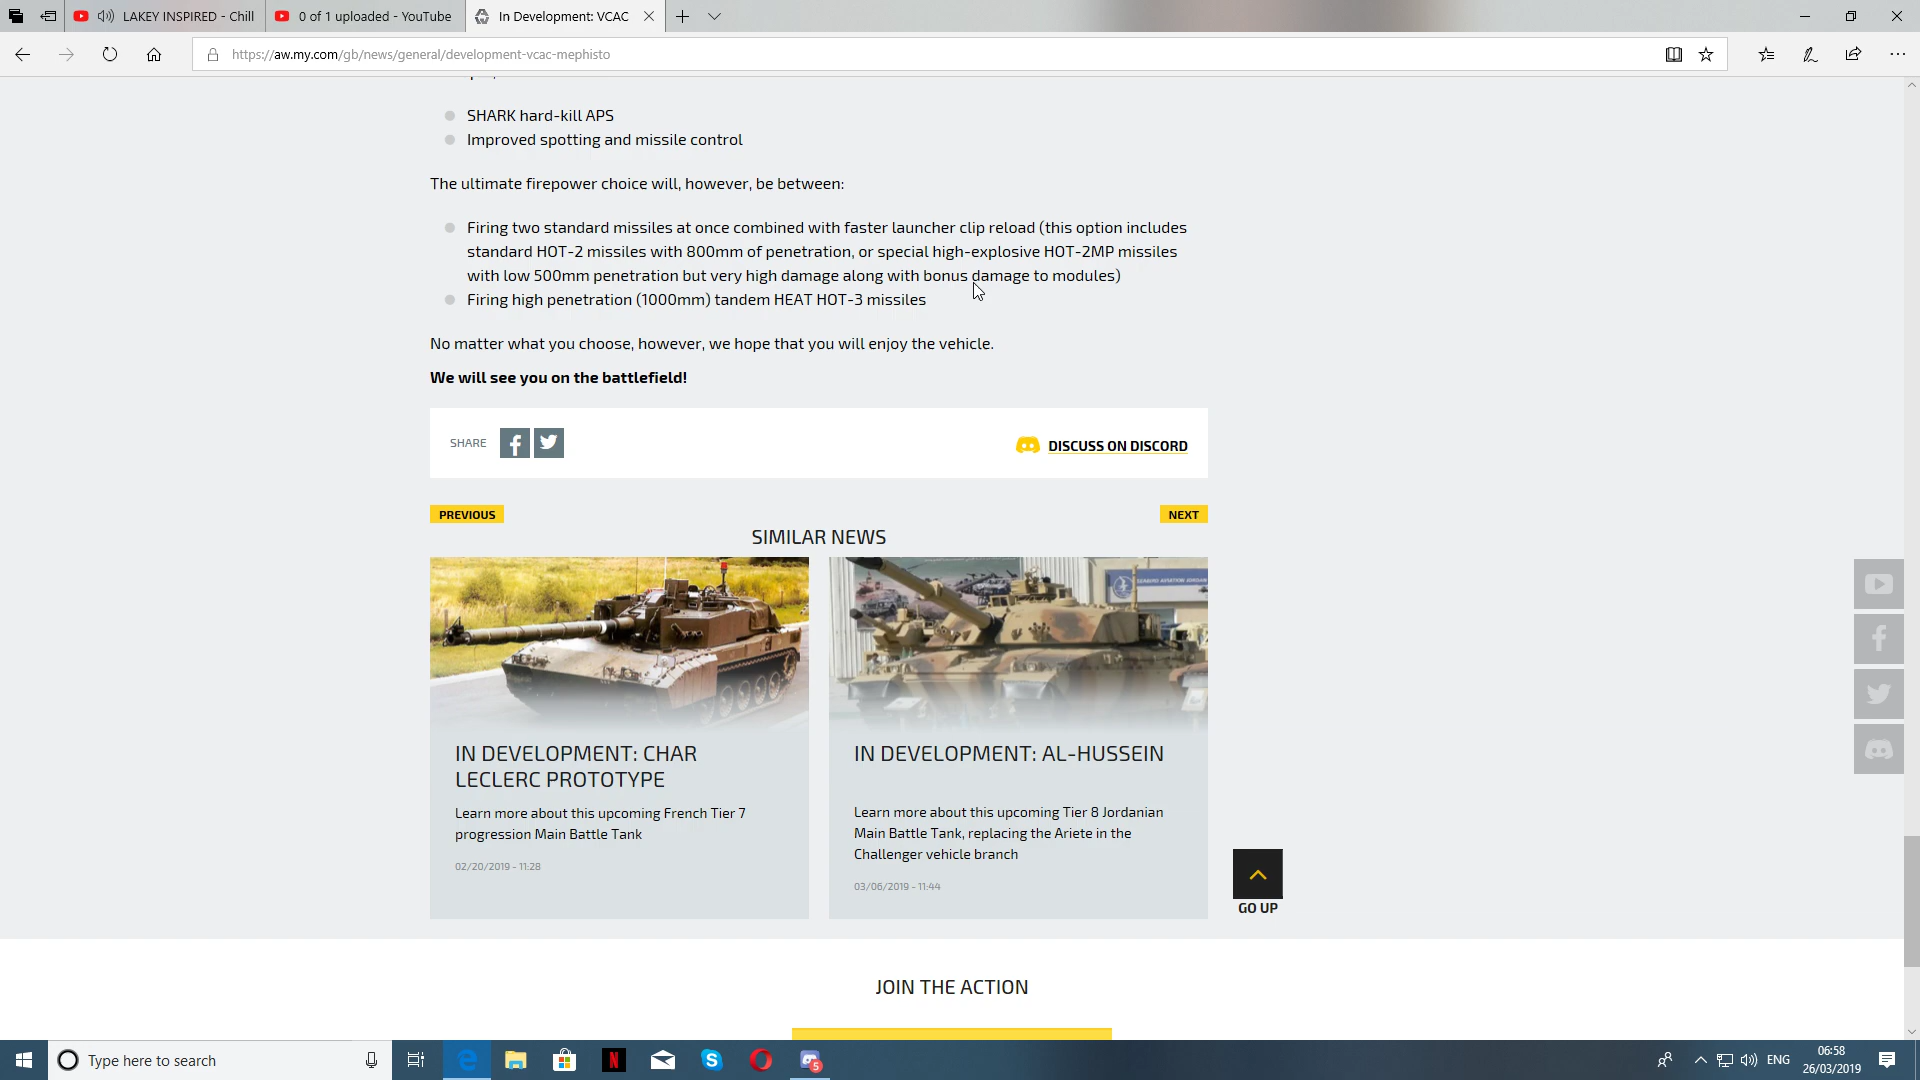 LAKEY INSPIRED - Chill
0 of 1 uploaded - YouTube
In Development: VCAC
https://aw.my.com/gb/news/general/development-vcac-mephisto
SHARK hard-kill APS
Improved spotting and missile control
The ultimate firepower choice will, however, be between:
Firing two standard missiles at once combined with faster launcher clip reload (this option includes
standard HOT-2 missiles with 800mm of penetration, or special high-explosive HOT-2MP missiles
with low 500mm penetration but very high damage along with bonus damage to modules)
Firing high penetration (1000mm) tandem HEAT HOT-3 missiles
No matter what you choose, however, we hope that you will enjoy the vehicle.
We will see you on the battlefield!
SHARE
DISCUSS ON DISCORD
PREVIOUS
NEXT
SIMILAR NEWS
IN DEVELOPMENT: CHAR
LECLERC PROTOTYPE
Learn more about this upcoming French Tier 7
progression Main Battle Tank
02/20/2019 - 11:28
IN DEVELOPMENT: AL-HUSSEIN
Learn more about this upcoming Tier 8 Jordanian
Main Battle Tank, replacing the Ariete in the
Challenger vehicle branch
03/06/2019 - 11:44
GO UP
JOIN THE ACTION
Type here to search
5
ENG
06:58
26/03/2019